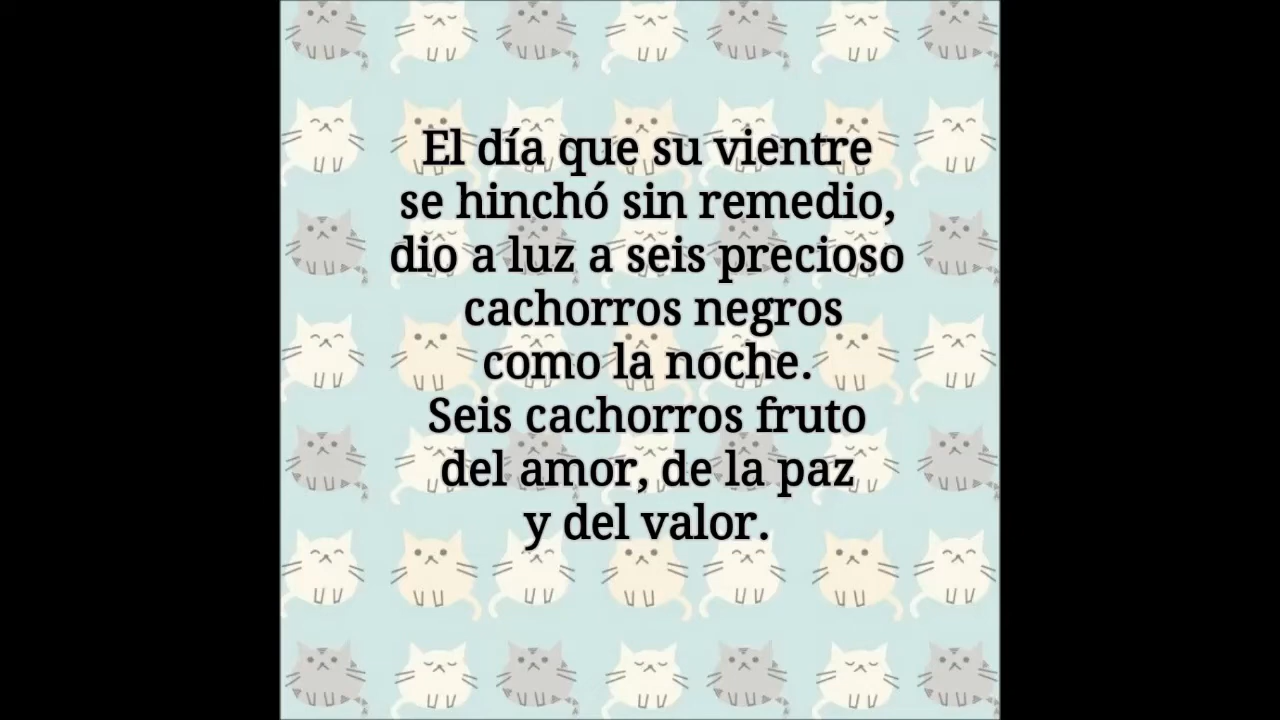 El día que su vientre
se hinchó sin remedio,
dio a luz a seis precioso
cachorros negros
como la noche.
Seis cachorros fruto
del amor, de la paz
y del valor.